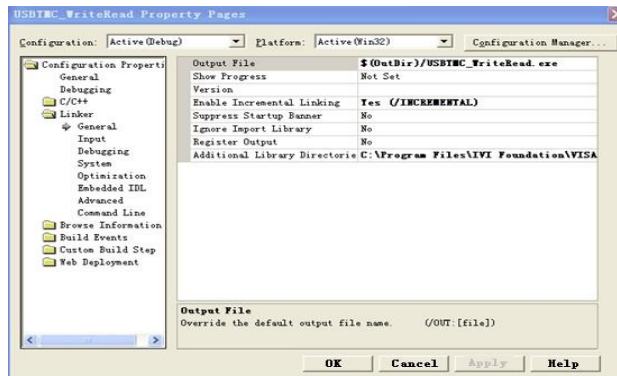 USBTMC_WriteRead Property Pages
Configuration: Active(Debug) Platform: Active(Win32) Configuration Manager...
Configuration Properti
General
Debugging
C/C++
Linker
General
Input
Debugging
System
Optimization
Embedded IDL
Advanced
Command Line
Browse Information
Build Events
Custom Build Step
Web Deployment
Output File $(OutDir)/USBTMC_WriteRead.exe
Show Progress Not Set
Version
Enable Incremental Linking Yes (/INCREMENTAL)
Suppress Startup Banner No
Ignore Import Library No
Register Output No
Additional Library Directorie C:\Program Files\IVI Foundation\VISA
Output File
Override the default output file name. (/OUT:[file])
OK Cancel Apply Help